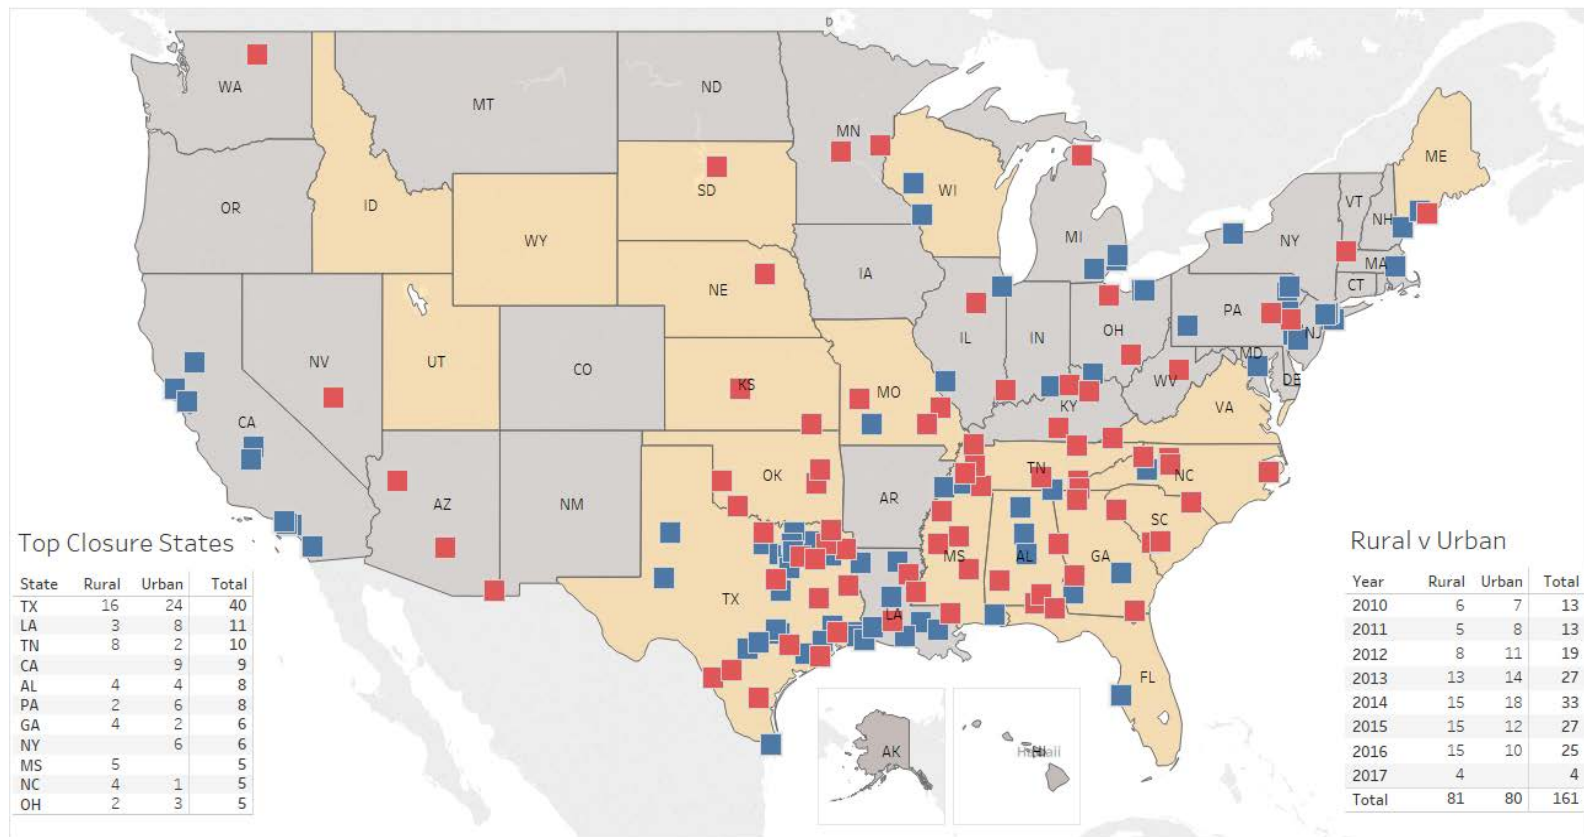 WA
MT
ND
MN
ME
OR
ID
SD
WI
VT
NH
WY
MI
NY
MA
IA
CT
NE
PA
NJ
IL
IN
OH
MD
NV
UT
CO
DE
WV
KS
MO
KY
VA
CA
TN
NC
OK
AR
AZ
NM
SC
MS
AL
GA
TX
LA
FL
AK
HI
Top Closure States
State Rural Urban Total
TX 16 24 40
LA 3 8 11
TN 8 2 10
CA 9 9
AL 4 4 8
PA 2 6 8
GA 4 2 6
NY 6 6
MS 5 5
NC 4 1 5
OH 2 3 5
Rural v Urban
Year Rural Urban Total
2010 6 7 13
2011 5 8 13
2012 8 11 19
2013 13 14 27
2014 15 18 33
2015 15 12 27
2016 15 10 25
2017 4 4
Total 81 80 161